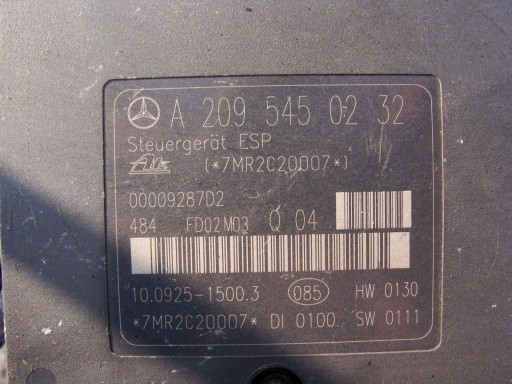 A 209 545 02 32
Steuergerät ESP
Ate (*7MR2C20007*)
00009287D2
484 FD02M03 Q 04
10.0925-1500.3 085 HW 0130
*7MR2C20007* DI 0100 SW 0111